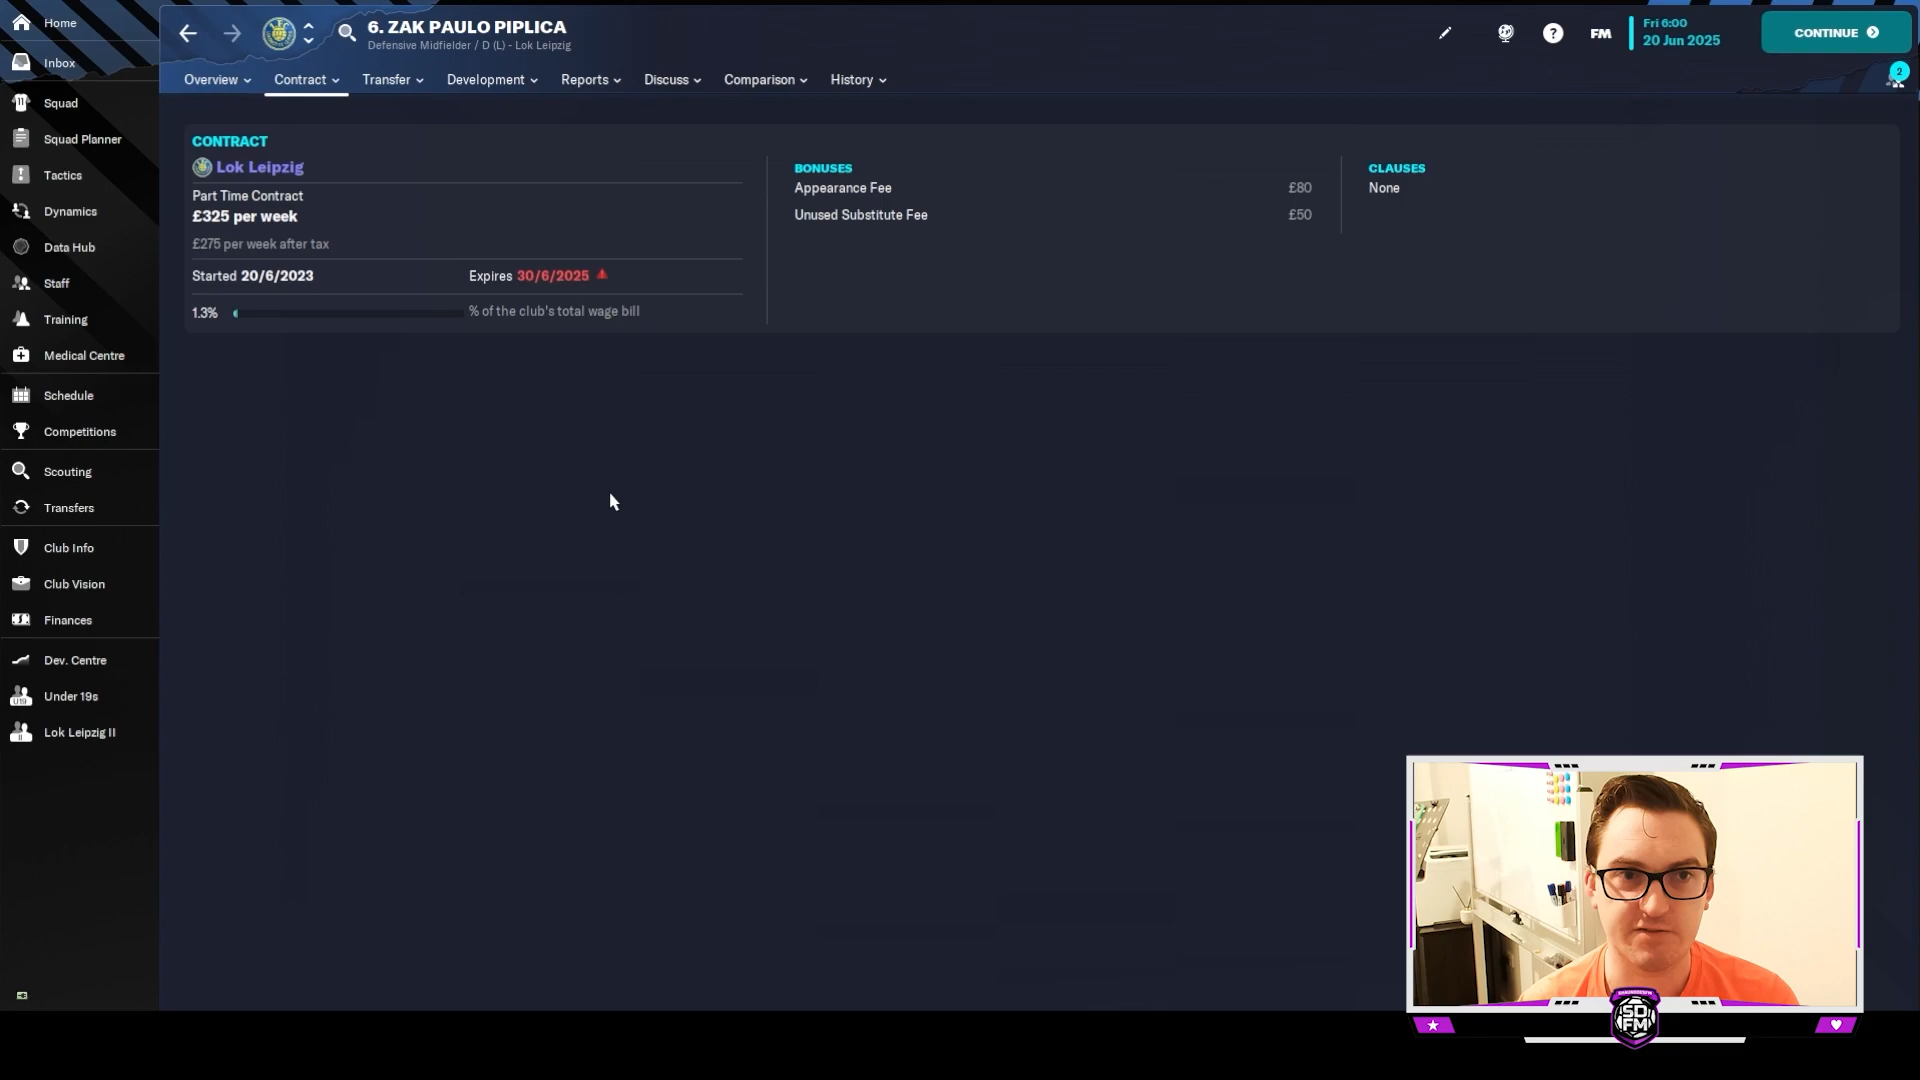 Home
Inbox
Squad
Squad Planner
Tactics
Dynamics
Data Hub
Staff
Training
Medical Centre
Schedule
Competitions
Scouting
Transfers
Club Info
Club Vision
Finances
Dev. Centre
Under 19s
Lok Leipzig II
6. ZAK PAULO PIPLICA
Defensive Midfielder / D (L) - Lok Leipzig
?
FM
Fri 6:00
20 Jun 2025
CONTINUE
Overview
Contract
Transfer
Development
Reports
Discuss
Comparison
History
2
CONTRACT
Lok Leipzig
Part Time Contract
£325 per week
£275 per week after tax
Started 20/6/2023 Expires 30/6/2025
1.3% % of the club's total wage bill
BONUSES
Appearance Fee £80
Unused Substitute Fee £50
CLAUSES
None
SD
FM